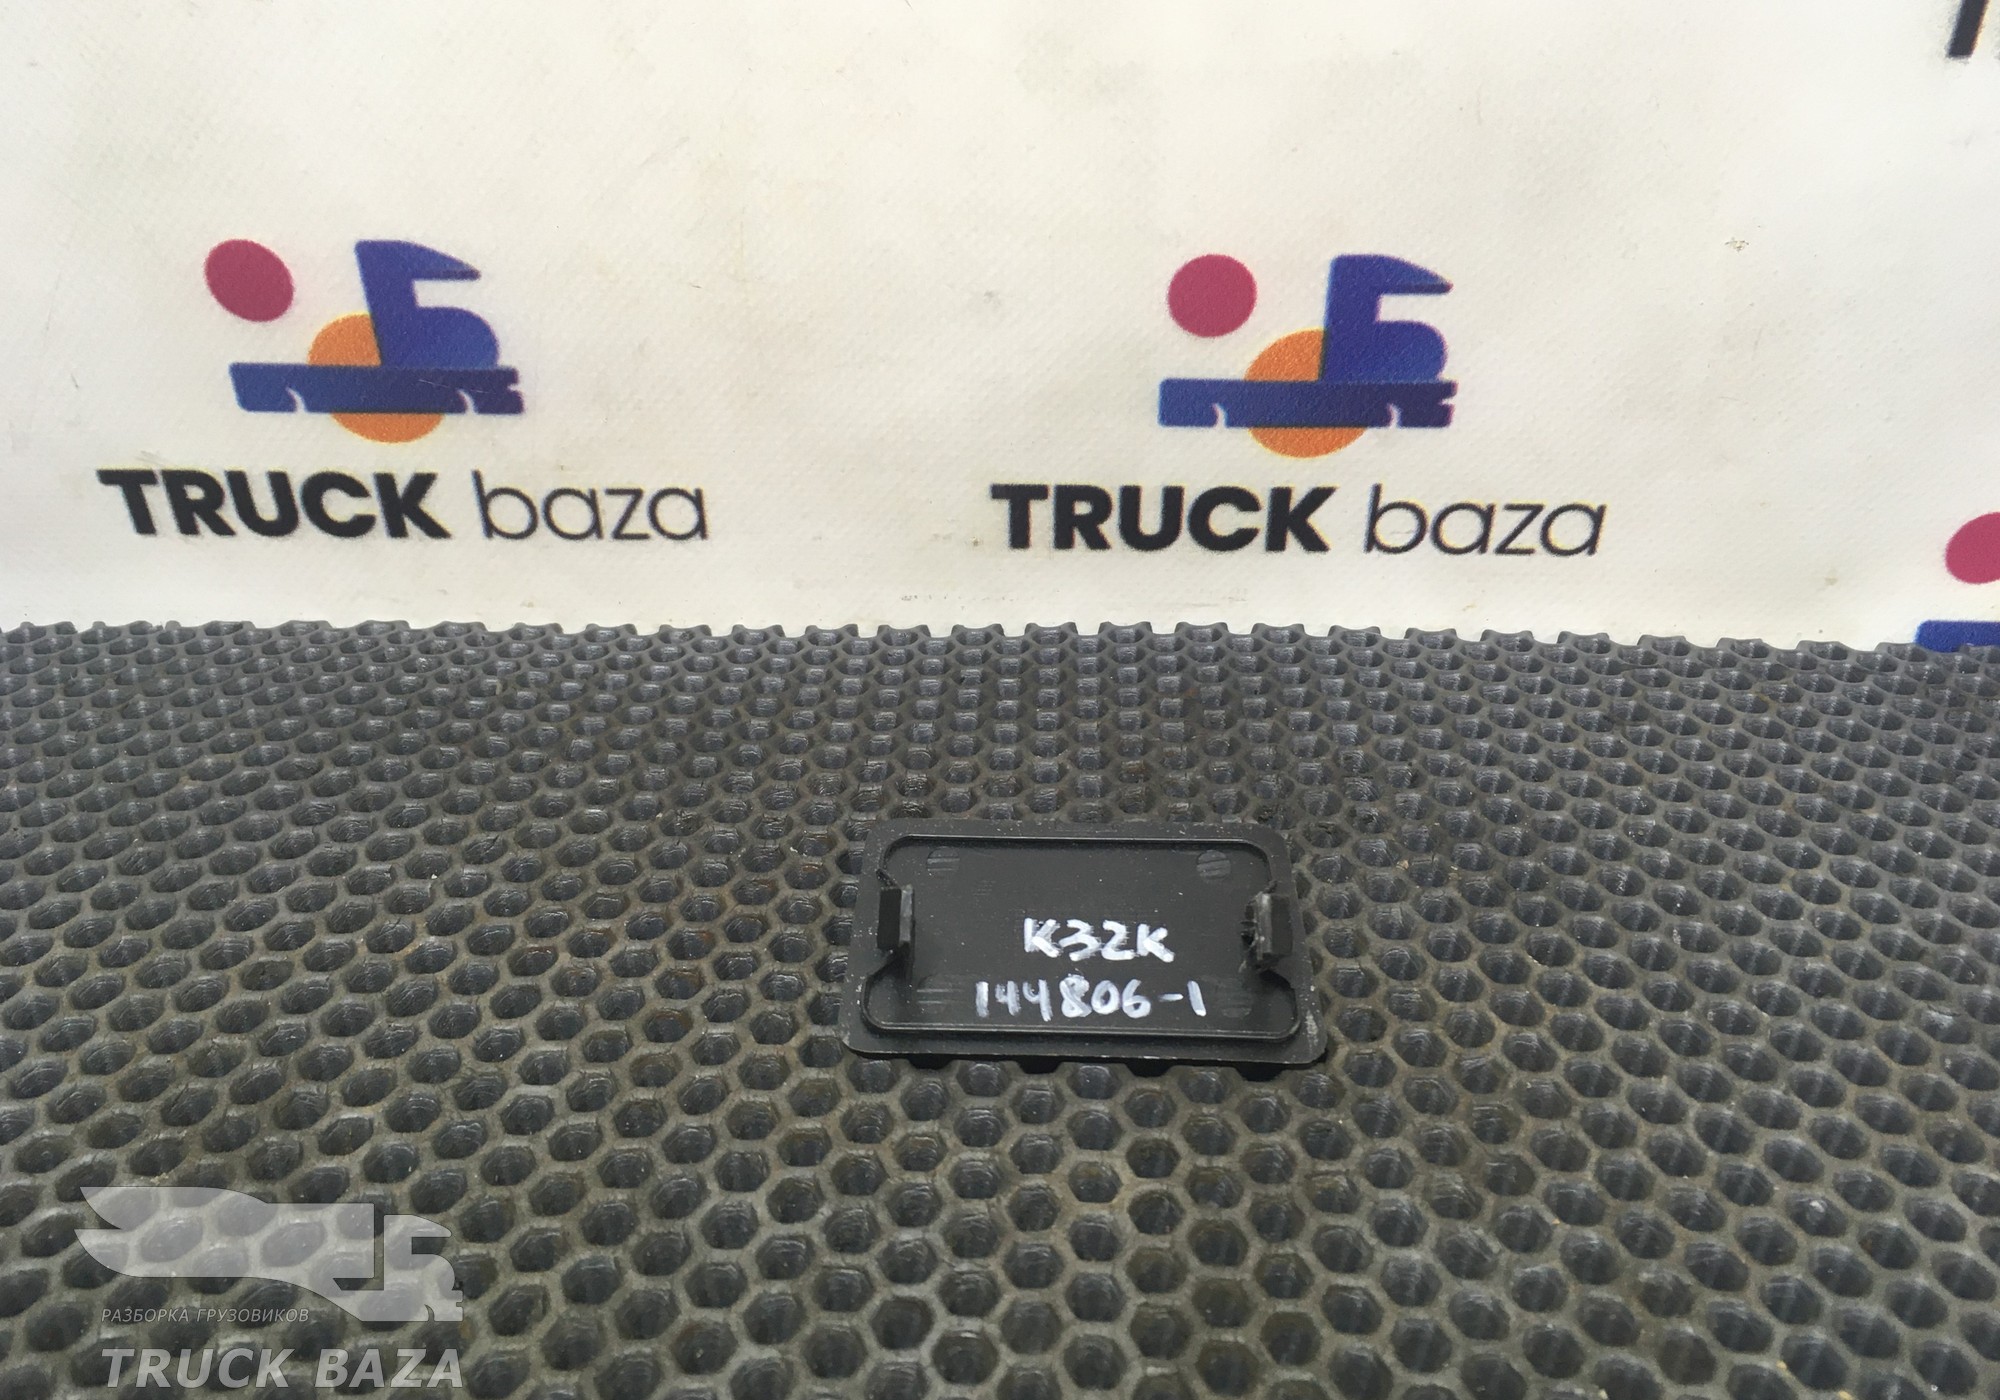 TRUCK baza
TRUCK baza
K32K
144806-1
РАЗБОРКА ГРУЗОВИКОВ
TRUCK BAZA